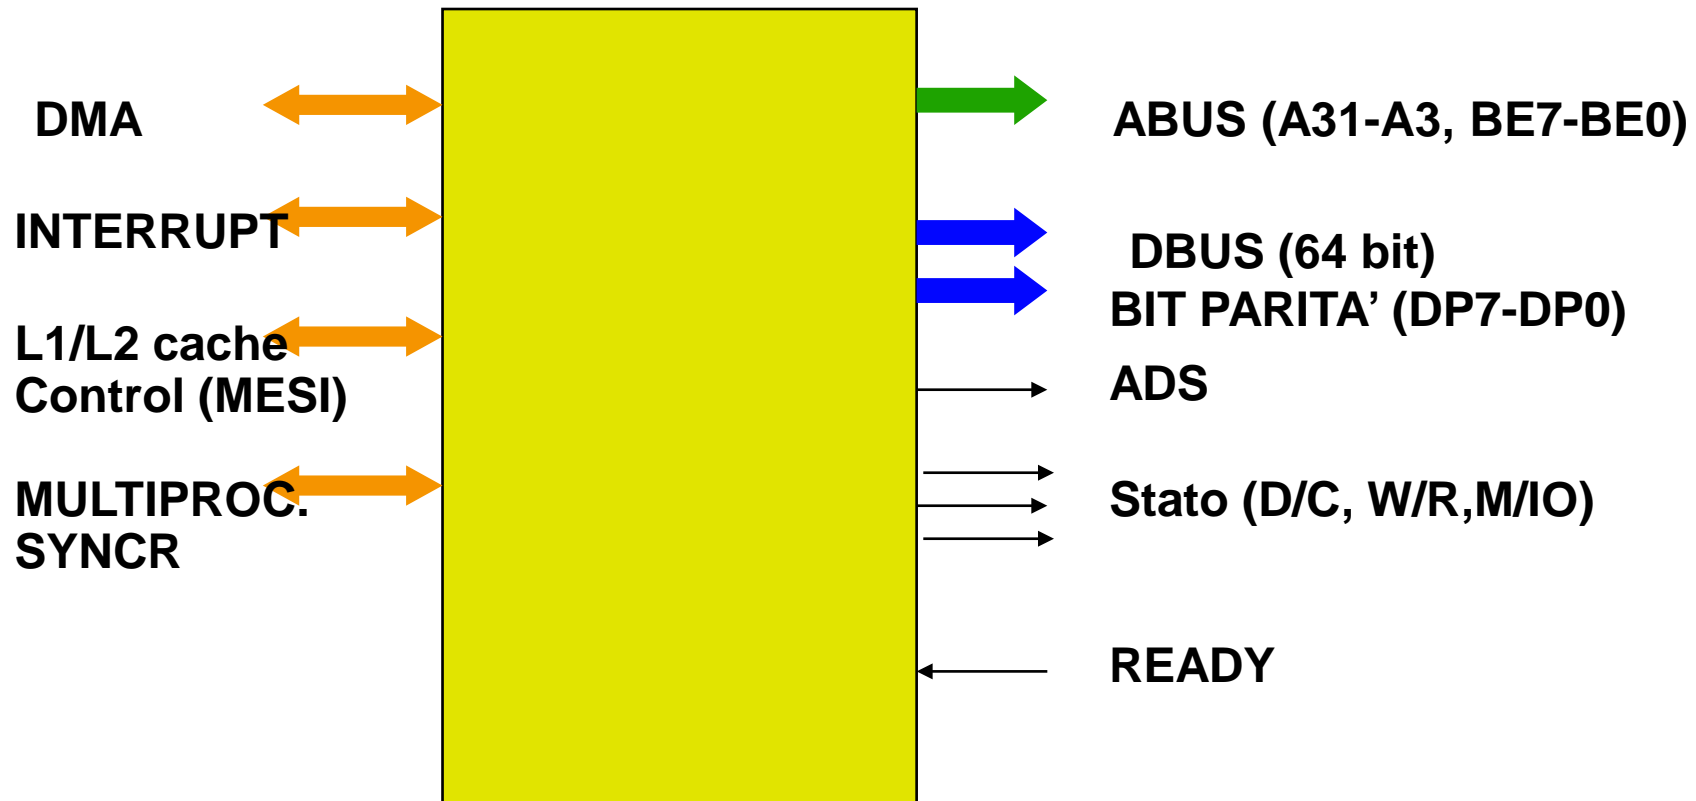 DMA
INTERRUPT
L1/L2 cache
Control (MESI)
MULTIPROC.
SYNCR
ABUS (A31-A3, BE7-BE0)
DBUS (64 bit)
BIT PARITA’ (DP7-DP0)
ADS
Stato (D/C, W/R,M/IO)
READY